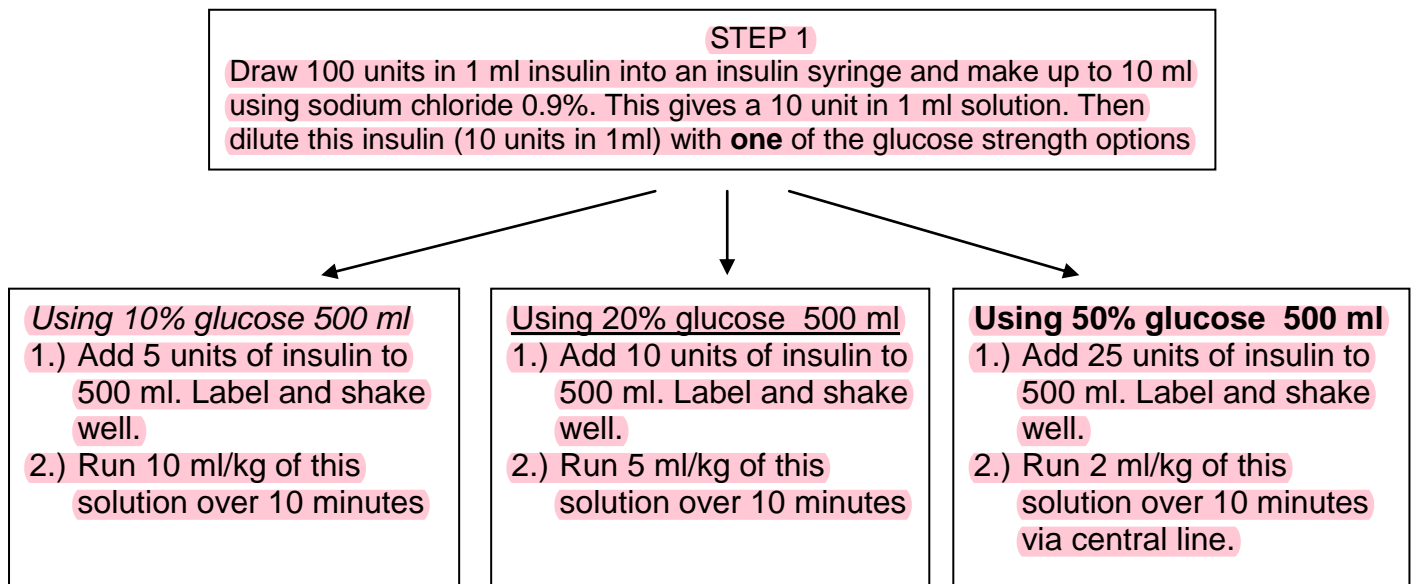 STEP 1
Draw 100 units in 1 ml insulin into an insulin syringe and make up to 10 ml
using sodium chloride 0.9%. This gives a 10 unit in 1 ml solution. Then
dilute this insulin (10 units in 1ml) with one of the glucose strength options
Using 10% glucose 500 ml
1.) Add 5 units of insulin to
500 ml. Label and shake
well.
2.) Run 10 ml/kg of this
solution over 10 minutes
Using 20% glucose  500 ml
1.) Add 10 units of insulin to
500 ml. Label and shake
well.
2.) Run 5 ml/kg of this
solution over 10 minutes
Using 50% glucose  500 ml
1.) Add 25 units of insulin to
500 ml. Label and shake
well.
2.) Run 2 ml/kg of this
solution over 10 minutes
via central line.